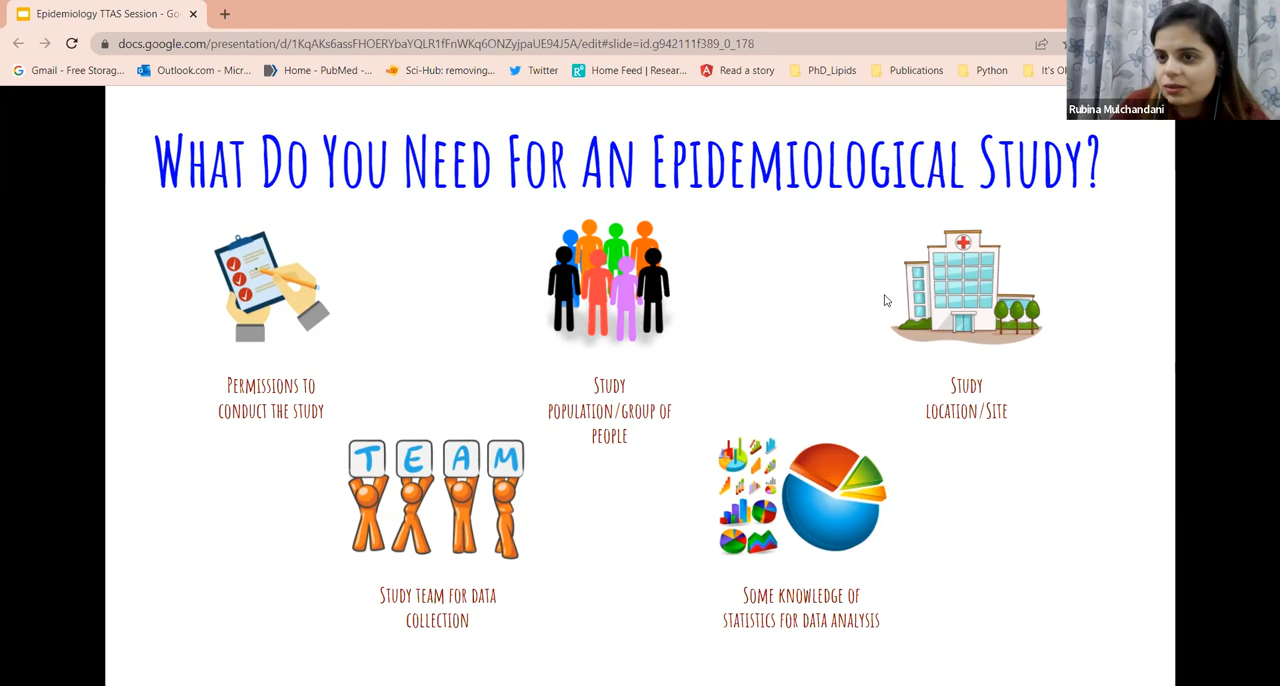 Epidemiology TTAS Session - Go
docs.google.com/presentation/d/1KqAKs6assFHOERYbaYQLR1fFnWKq6ONZyjpaUE94J5A/edit#slide=id.g942111f389_0_178
Gmail - Free Storag... Outlook.com - Micr... Home - PubMed -... Sci-Hub: removing... Twitter Home Feed | Resear... Read a story PhD_Lipids Publications Python It's O
Rubina Mulchandani
WHAT DO YOU NEED FOR AN EPIDEMIOLOGICAL STUDY?
PERMISSIONS TO
CONDUCT THE STUDY
STUDY
POPULATION/GROUP OF
PEOPLE
STUDY
LOCATION/SITE
TEAM
STUDY TEAM FOR DATA
COLLECTION
SOME KNOWLEDGE OF
STATISTICS FOR DATA ANALYSIS